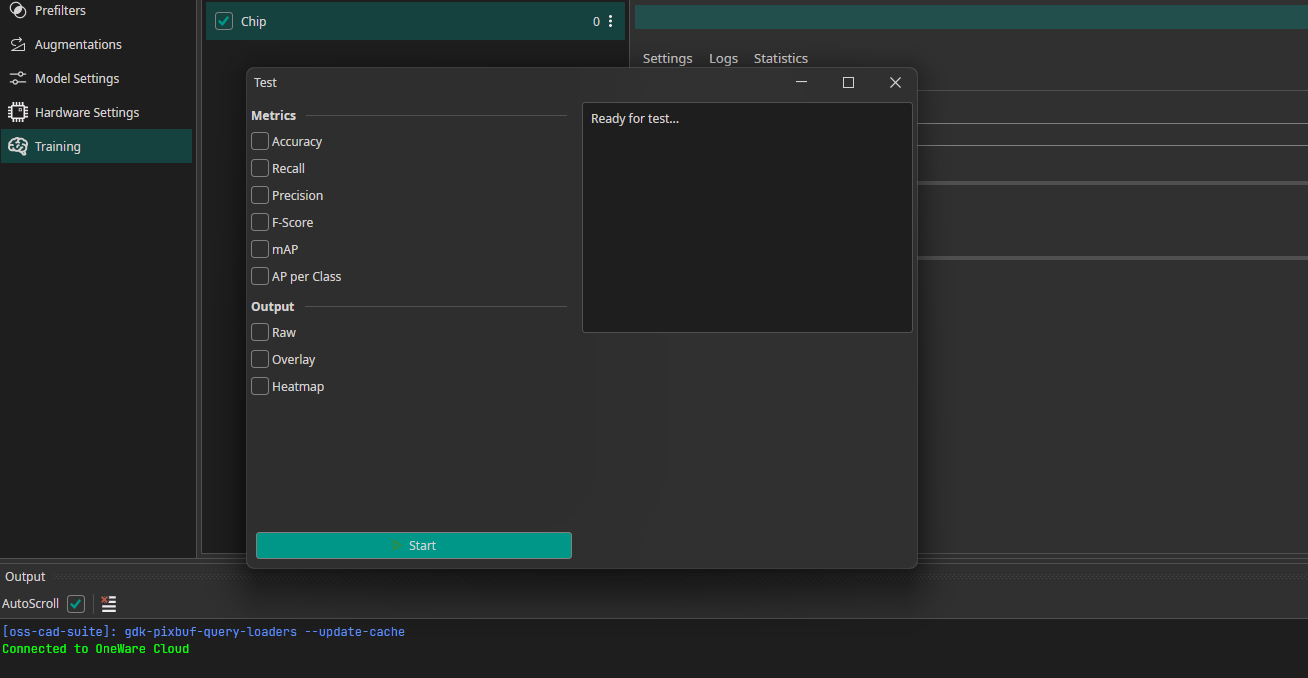 Prefilters
Augmentations
Model Settings
Hardware Settings
Training
Chip 0
Settings Logs Statistics
Test
Metrics
Accuracy
Recall
Precision
F-Score
mAP
AP per Class
Output
Raw
Overlay
Heatmap
Start
Ready for test...
Output
AutoScroll
[oss-cad-suite]: gdk-pixbuf-query-loaders --update-cache
Connected to OneWare Cloud